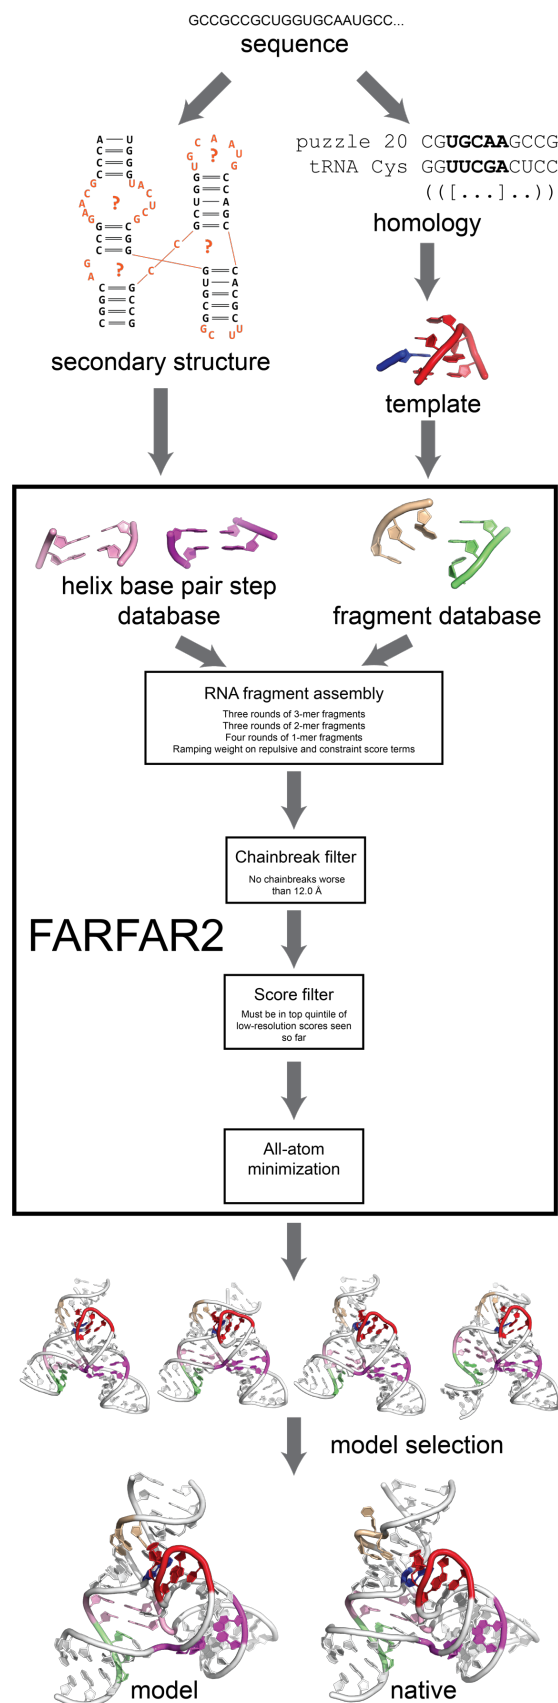 GCCGCCGCUGGUGCAAUGCC...
sequence
puzzle 20 CGUGCAAGCCG
tRNA Cys GGUUCGACUCC
(([...]..))
homology
secondary structure
template
helix base pair step
database
fragment database
RNA fragment assembly
Three rounds of 3-mer fragments
Three rounds of 2-mer fragments
Four rounds of 1-mer fragments
Ramping weight on repulsive and constraint score terms
Chainbreak filter
No chainbreaks worse
than 12.0 Å
FARFAR2
Score filter
Must be in top quintile of
low-resolution scores seen
so far
All-atom
minimization
model selection
model
native